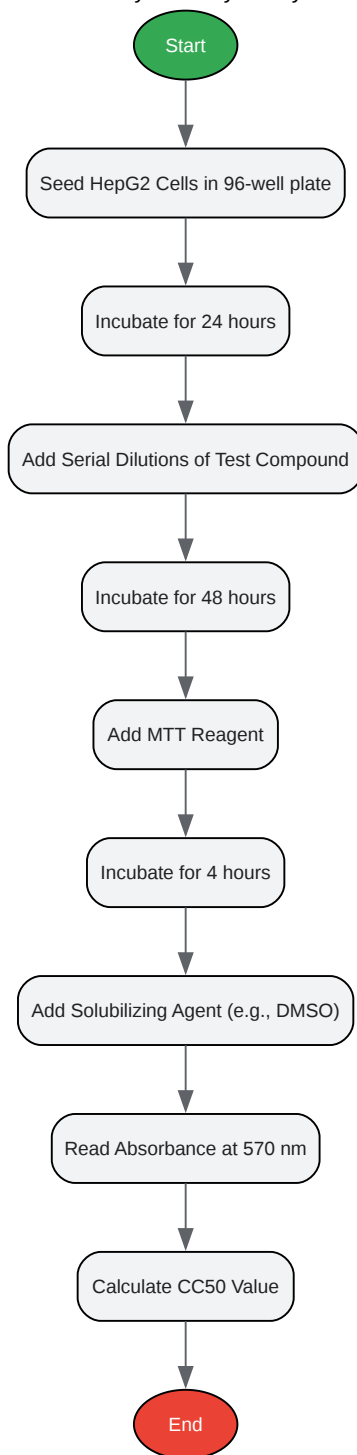 Start
Seed HepG2 Cells in 96-well plate
Incubate for 24 hours
Add Serial Dilutions of Test Compound
Incubate for 48 hours
Add MTT Reagent
Incubate for 4 hours
Add Solubilizing Agent (e.g., DMSO)
Read Absorbance at 570 nm
Calculate CC50 Value
End